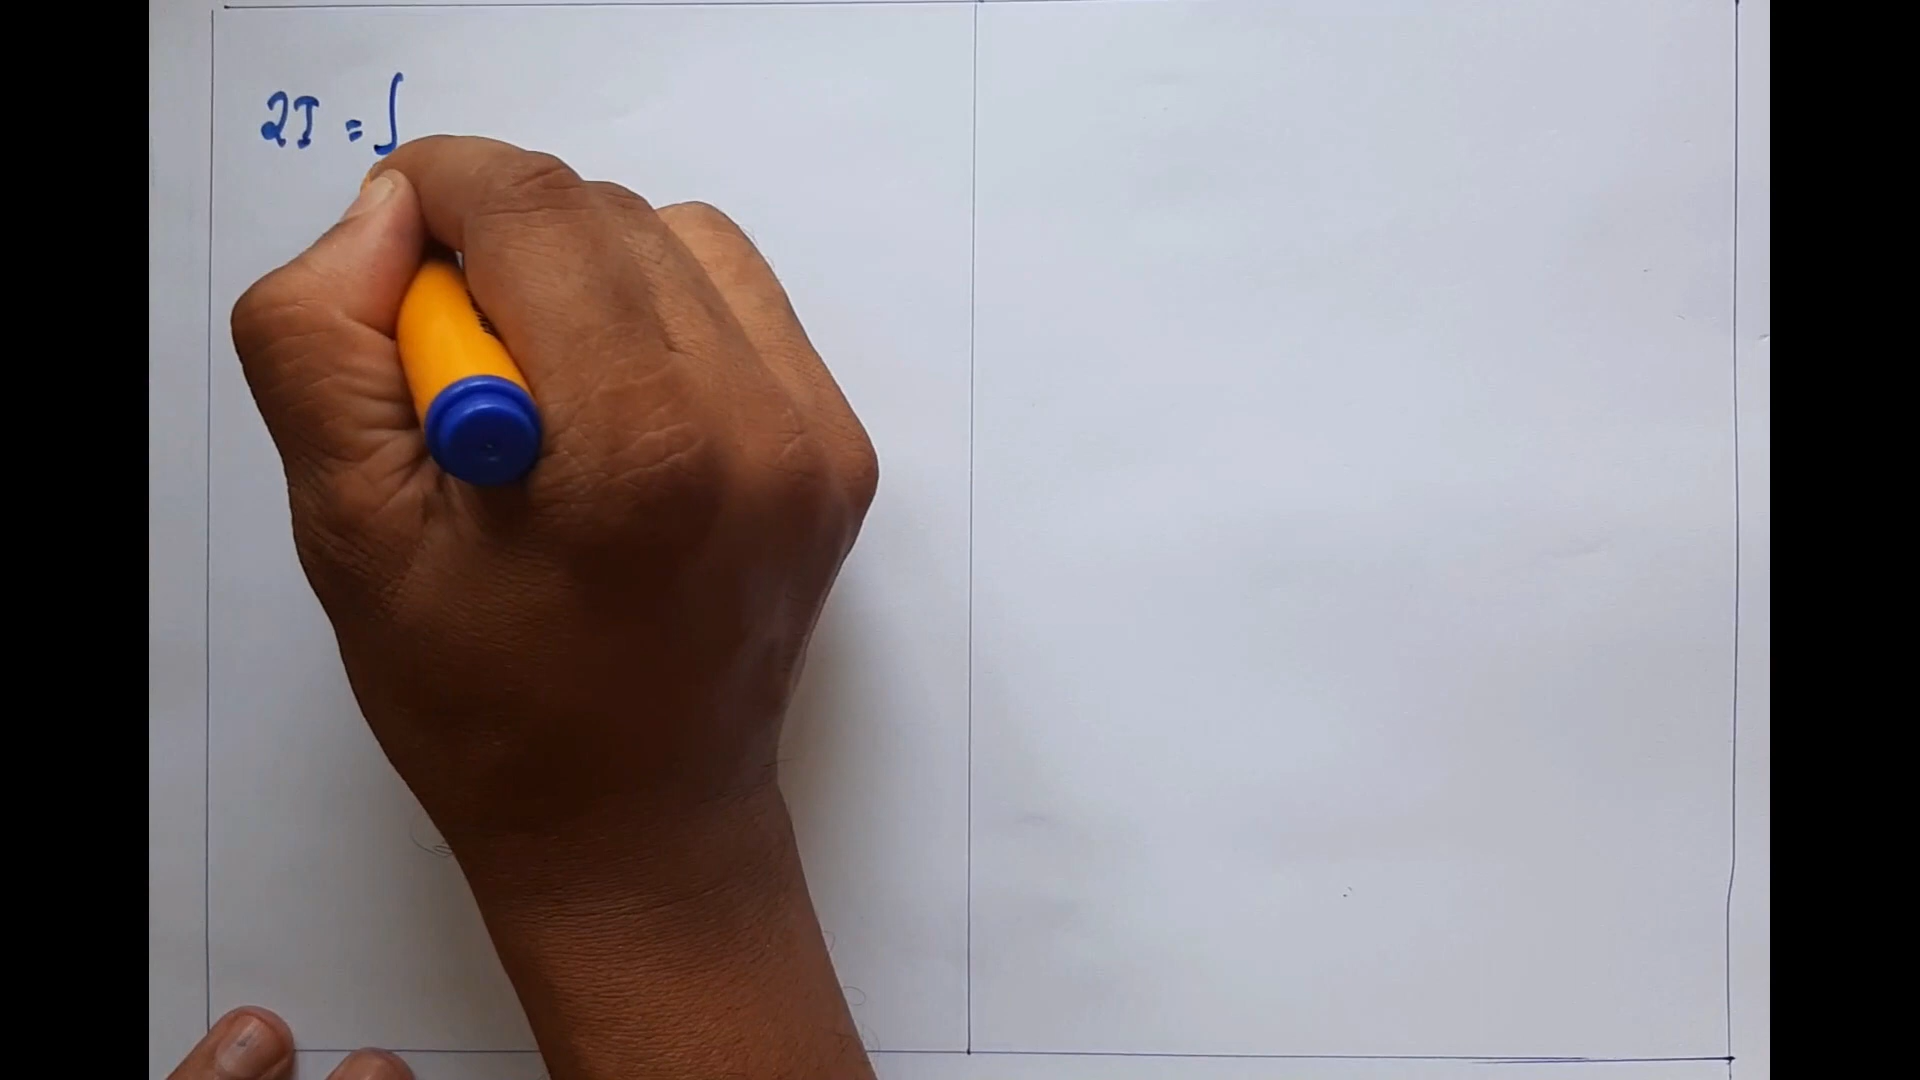 2I = ∫